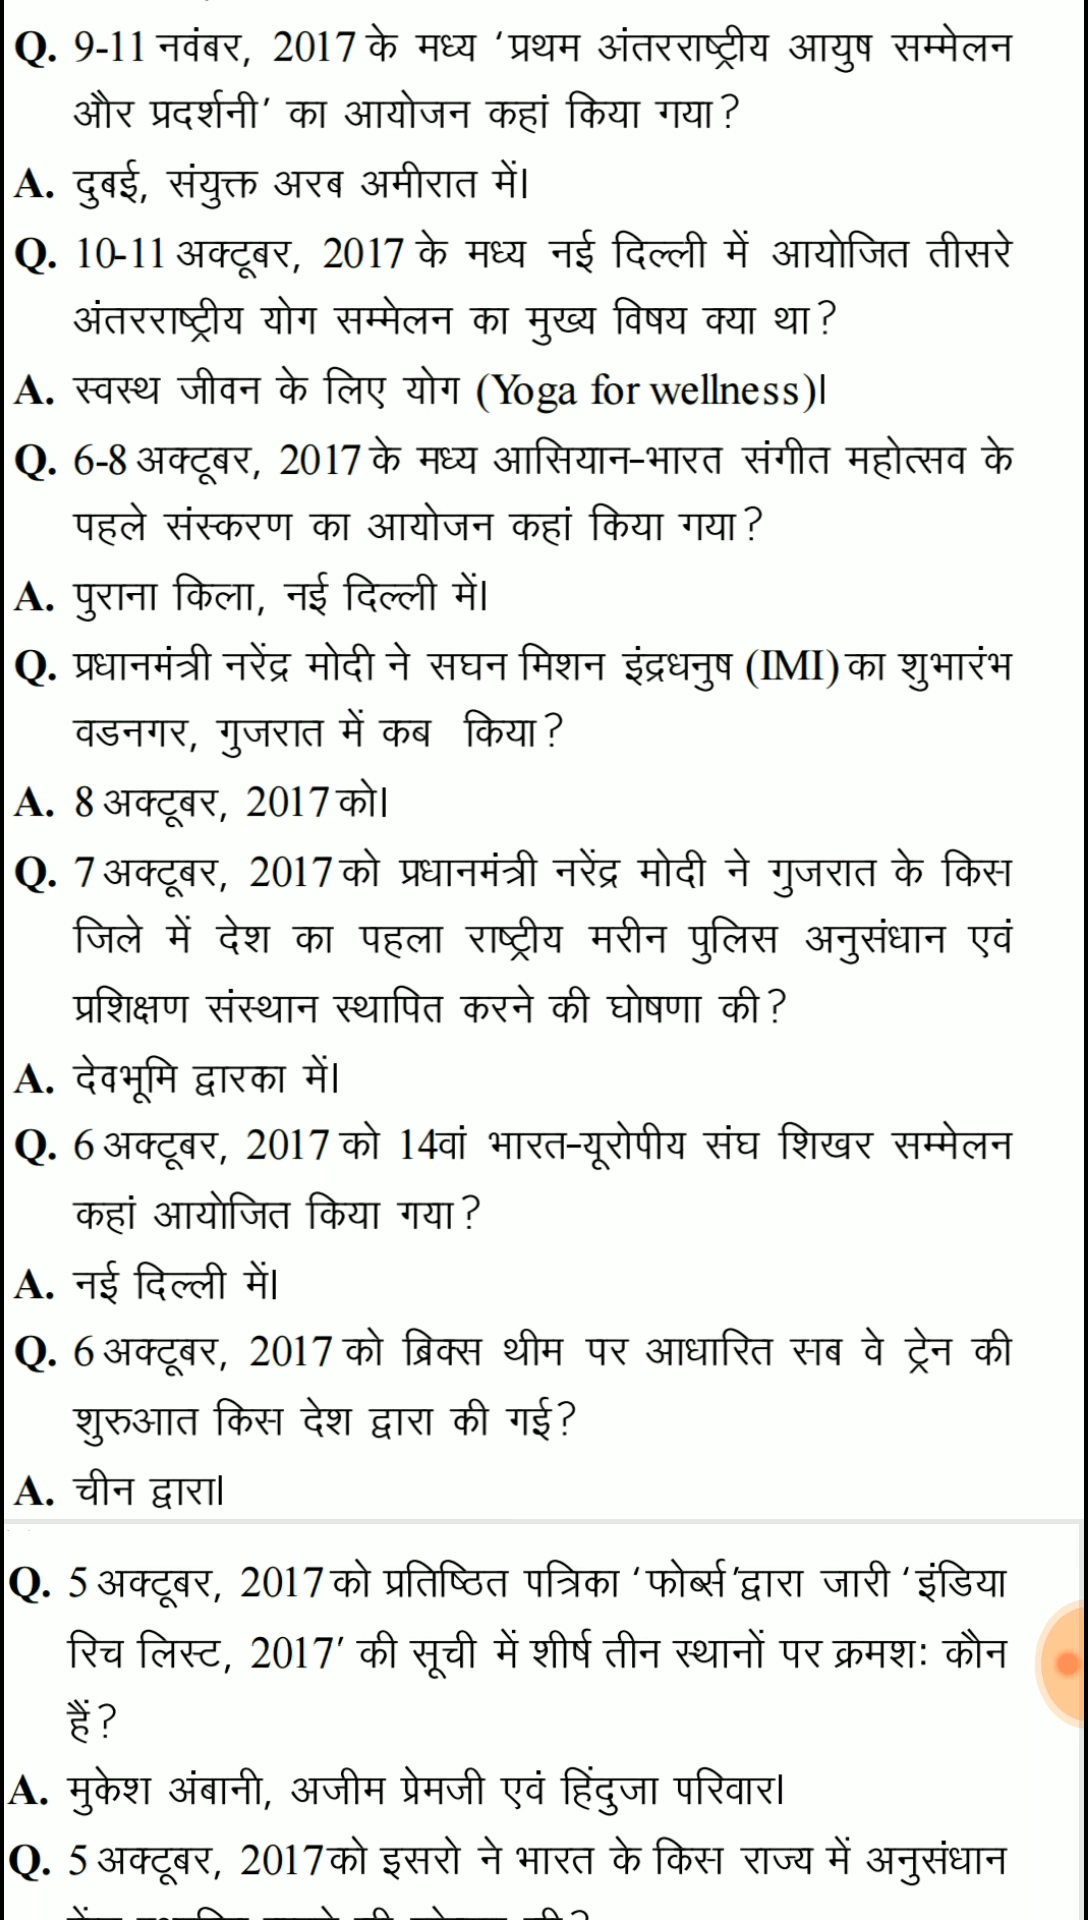 Q. 9-11 नवंबर, 2017 के मध्य ‘प्रथम अंतरराष्ट्रीय आयुष सम्मेलन
और प्रदर्शनी’ का आयोजन कहां किया गया?
A. दुबई, संयुक्त अरब अमीरात में।
Q. 10-11 अक्टूबर, 2017 के मध्य नई दिल्ली में आयोजित तीसरे
अंतरराष्ट्रीय योग सम्मेलन का मुख्य विषय क्या था?
A. स्वस्थ जीवन के लिए योग (Yoga for wellness)।
Q. 6-8 अक्टूबर, 2017 के मध्य आसियान-भारत संगीत महोत्सव के
पहले संस्करण का आयोजन कहां किया गया?
A. पुराना किला, नई दिल्ली में।
Q. प्रधानमंत्री नरेंद्र मोदी ने सघन मिशन इंद्रधनुष (IMI) का शुभारंभ
वडनगर, गुजरात में कब किया?
A. 8 अक्टूबर, 2017 को।
Q. 7 अक्टूबर, 2017 को प्रधानमंत्री नरेंद्र मोदी ने गुजरात के किस
जिले में देश का पहला राष्ट्रीय मरीन पुलिस अनुसंधान एवं
प्रशिक्षण संस्थान स्थापित करने की घोषणा की?
A. देवभूमि द्वारका में।
Q. 6 अक्टूबर, 2017 को 14वां भारत-यूरोपीय संघ शिखर सम्मेलन
कहां आयोजित किया गया?
A. नई दिल्ली में।
Q. 6 अक्टूबर, 2017 को ब्रिक्स थीम पर आधारित सब वे ट्रेन की
शुरुआत किस देश द्वारा की गई?
A. चीन द्वारा।
Q. 5 अक्टूबर, 2017 को प्रतिष्ठित पत्रिका ‘फोर्ब्स’ द्वारा जारी ‘इंडिया
रिच लिस्ट, 2017’ की सूची में शीर्ष तीन स्थानों पर क्रमशः कौन
हैं?
A. मुकेश अंबानी, अजीम प्रेमजी एवं हिंदुजा परिवार।
Q. 5 अक्टूबर, 2017 को इसरो ने भारत के किस राज्य में अनुसंधान